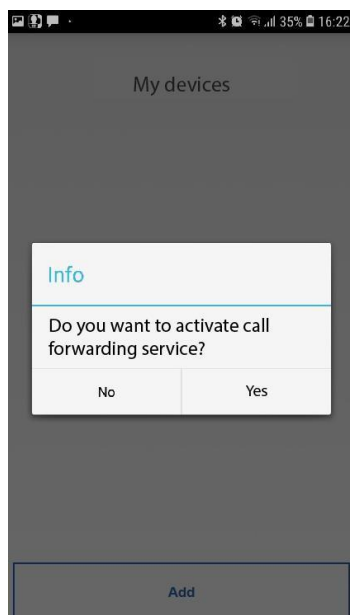 35% 16:22
My devices
Info
Do you want to activate call
forwarding service?
No Yes
Add